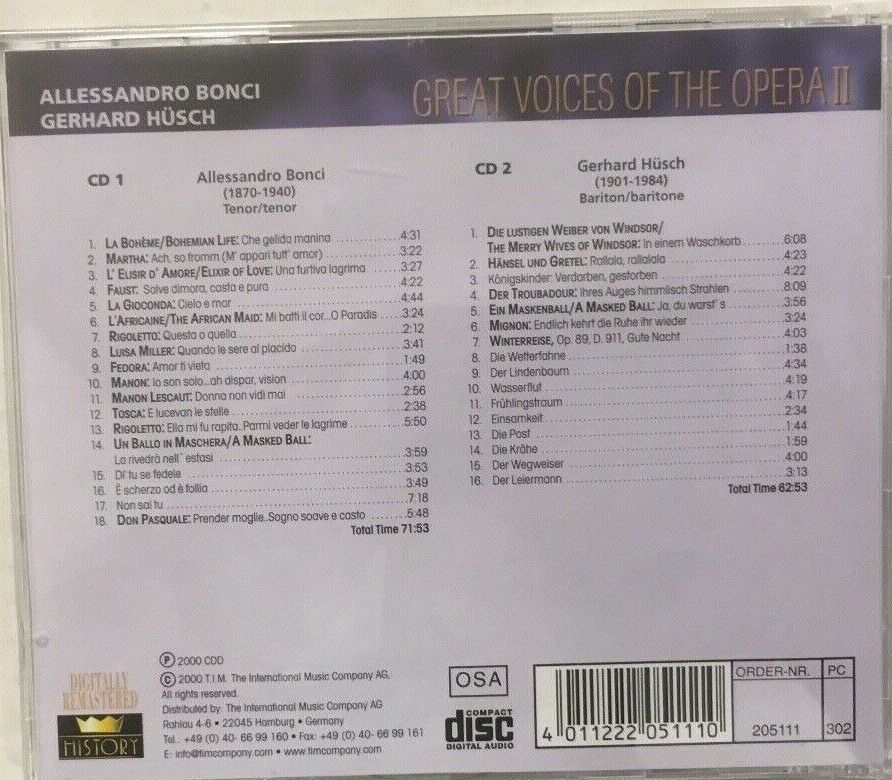 ALLESSANDRO BONCI
GERHARD HÜSCH
GREAT VOICES OF THE OPERA II
CD 1
Allessandro Bonci
(1870-1940)
Tenor/tenor
1. LA BOHÈME/BOHEMIAN LIFE: Che gelida manina 4:31
2. MARTHA: Ach, so fromm (M' appari tutt' amor) 3:22
3. L' ELISIR D' AMORE/ELIXIR OF LOVE: Una furtiva lagrima 3:27
4. FAUST: Salve dimora, casta e pura 4:22
5. LA GIOCONDA: Cielo e mar 4:44
6. L'AFRICAINE/THE AFRICAN MAID: Mi batti il cor...O Paradis 3:24
7. RIGOLETTO: Questa o quella 2:12
8. LUISA MILLER: Quando le sere al placido 3:41
9. FEDORA: Amor ti vieta 1:49
10. MANON: Io son solo...ah dispar, vision 4:00
11. MANON LESCAUT: Donna non vidi mai 2:56
12. TOSCA: E lucevan le stelle 2:38
13. RIGOLETTO: Ella mi fu rapita..Parmi veder le lagrime 5:50
14. UN BALLO IN MASCHERA/A MASKED BALL:
La rivedrà nell' estasi 3:59
15. Di' tu se fedele 3:53
16. È scherzo od è follia 3:49
17. Non sai tu 7:18
18. DON PASQUALE: Prender moglie..Sogno soave e casto 5:48
Total Time 71:53
CD 2
Gerhard Hüsch
(1901-1984)
Bariton/baritone
1. DIE LUSTIGEN WEIBER VON WINDSOR/
THE MERRY WIVES OF WINDSOR: In einem Waschkorb 6:08
2. HÄNSEL UND GRETEL: Rallala, rallalala 4:23
3. Königskinder: Verdorben, gestorben 4:22
4. DER TROUBADOUR: Ihres Auges himmlisch Strahlen 8:09
5. EIN MASKENBALL/A MASKED BALL: Ja, du warst' s 3:56
6. MIGNON: Endlich kehrt die Ruhe ihr wieder 3:24
7. WINTERREISE, Op. 89, D. 911, Gute Nacht 4:03
8. Die Wetterfahne 1:38
9. Der Lindenbaum 4:34
10. Wasserflut 4:19
11. Frühlingstraum 4:17
12. Einsamkeit 2:34
13. Die Post 1:44
14. Die Krähe 1:59
15. Der Wegweiser 4:00
16. Der Leiermann 3:13
Total Time 62:53
DIGITALLY
REMASTERED
HISTORY
Ⓟ 2000 CDD
© 2000 T.I.M. The International Music Company AG,
All rights reserved.
Distributed by: The International Music Company AG
Rahlau 4-6 • 22045 Hamburg • Germany
Tel.. +49 (0) 40- 66 99 160 • Fax: +49 (0) 40- 66 99 161
E: info@timcompany.com • www.timcompany.com
OSA
COMPACT
disc
DIGITAL AUDIO
4 011222 051110
ORDER-NR. PC
205111 302